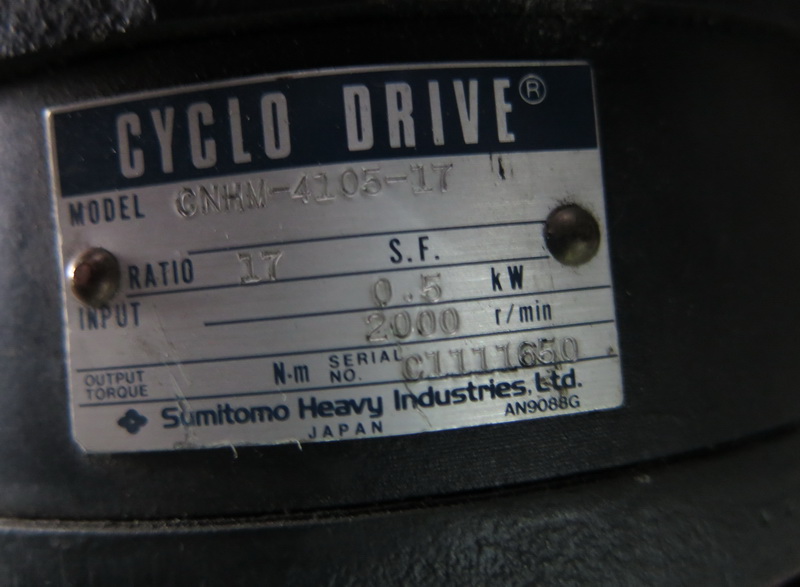 CYCLO DRIVE®
MODEL CNHM-4105-17
RATIO 17 S.F.
INPUT 0.5 kW
2000 r/min
OUTPUT TORQUE N·m SERIAL NO. C1111650
Sumitomo Heavy Industries, Ltd.
JAPAN AN9088G